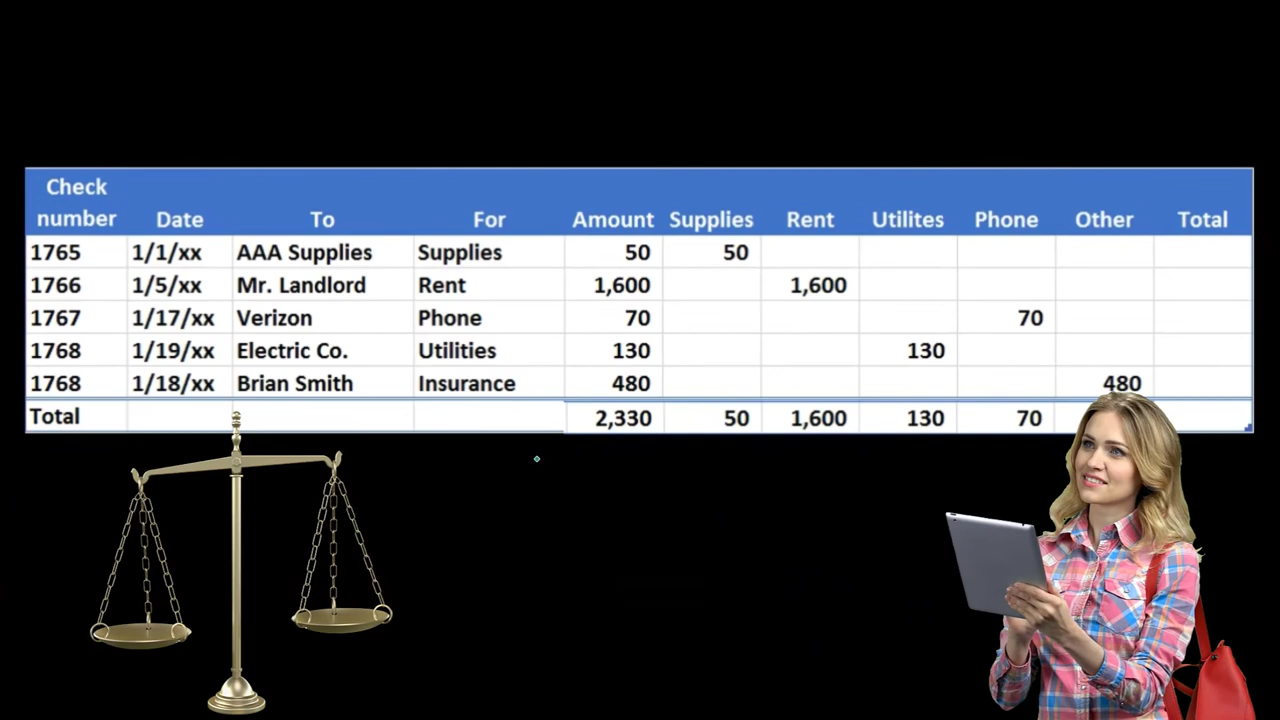 Check
number Date To For Amount Supplies Rent Utilites Phone Other Total
1765 1/1/xx AAA Supplies Supplies 50 50
1766 1/5/xx Mr. Landlord Rent 1,600 1,600
1767 1/17/xx Verizon Phone 70 70
1768 1/19/xx Electric Co. Utilities 130 130
1768 1/18/xx Brian Smith Insurance 480 480
Total 2,330 50 1,600 130 70